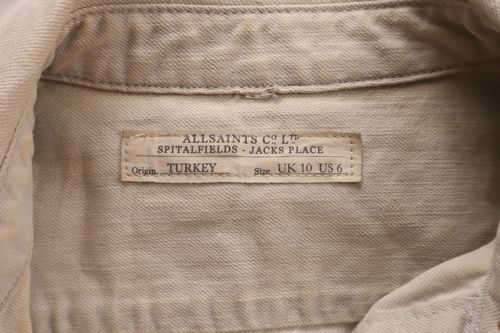 ALLSAINTS Co. LTD
SPITALFIELDS - JACKS PLACE
Origin. TURKEY Size. UK 10 US 6